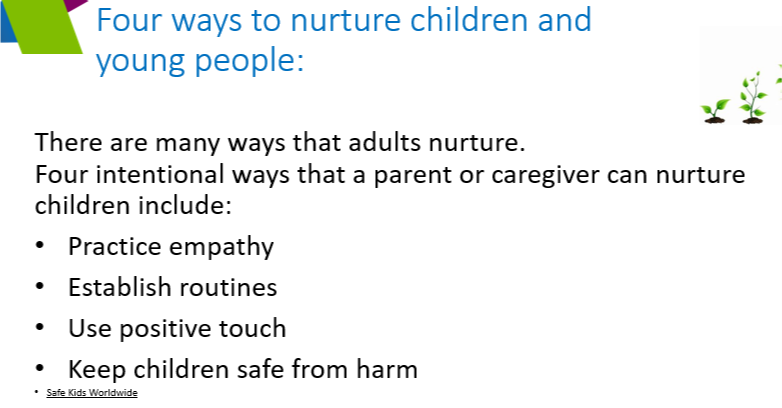 Four ways to nurture children and
young people:
There are many ways that adults nurture.
Four intentional ways that a parent or caregiver can nurture
children include:
• Practice empathy
• Establish routines
• Use positive touch
• Keep children safe from harm
• Safe Kids Worldwide